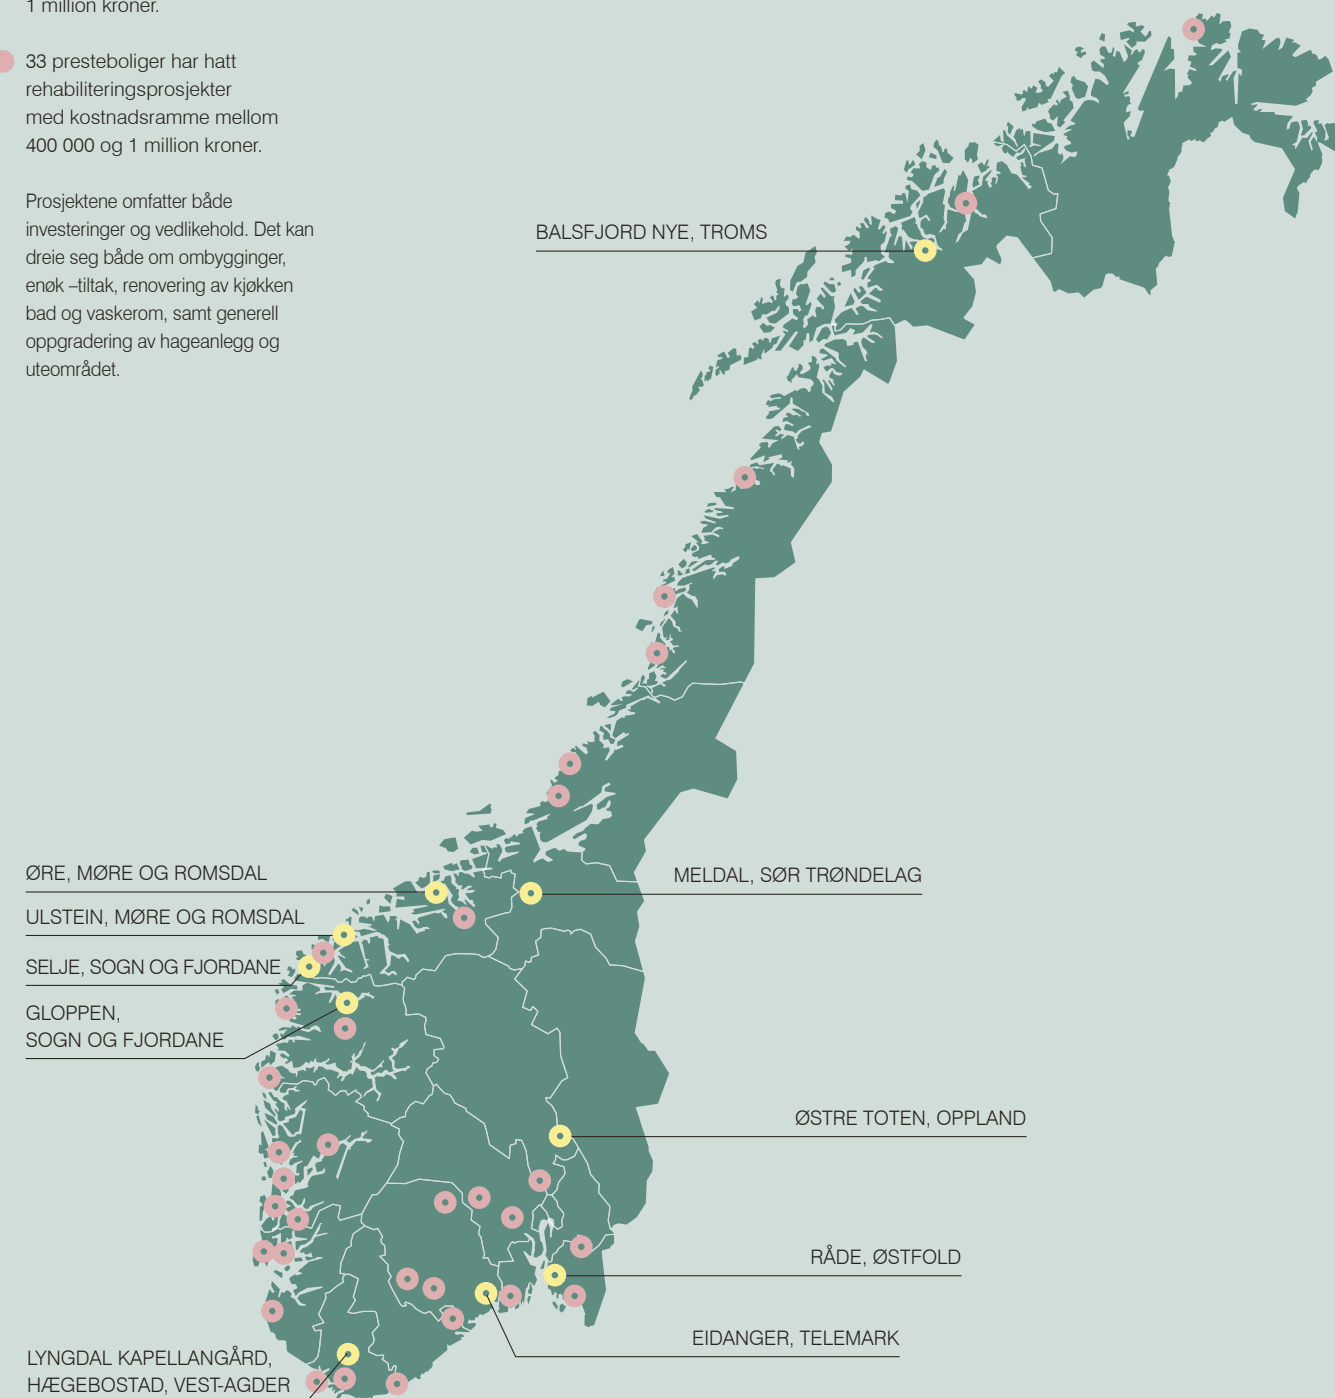 1 million kroner.
33 presteboliger har hatt
rehabiliteringsprosjekter
med kostnadsramme mellom
400 000 og 1 million kroner.
Prosjektene omfatter både
investeringer og vedlikehold. Det kan
dreie seg både om ombygginger,
enøk –tiltak, renovering av kjøkken
bad og vaskerom, samt generell
oppgradering av hageanlegg og
uteområdet.
BALSFJORD NYE, TROMS
ØRE, MØRE OG ROMSDAL
MELDAL, SØR TRØNDELAG
ULSTEIN, MØRE OG ROMSDAL
SELJE, SOGN OG FJORDANE
GLOPPEN,
SOGN OG FJORDANE
ØSTRE TOTEN, OPPLAND
RÅDE, ØSTFOLD
EIDANGER, TELEMARK
LYNGDAL KAPELLANGÅRD,
HÆGEBOSTAD, VEST-AGDER